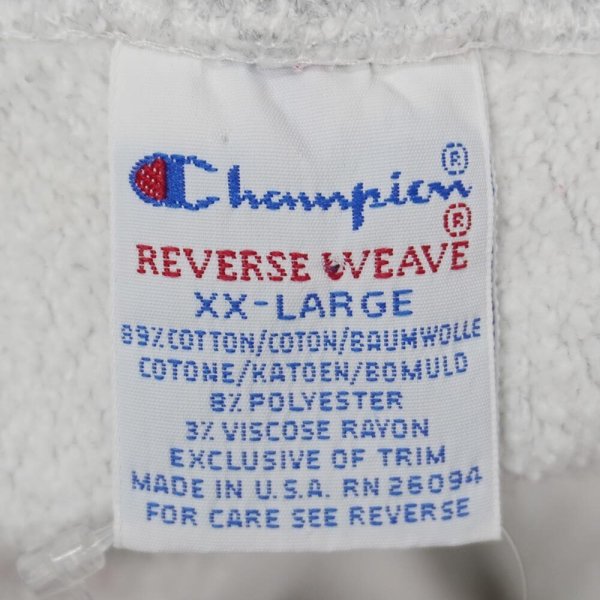 Champion®
REVERSE WEAVE®
XX-LARGE
89% COTTON/COTON/BAUMWOLLE
COTONE/KATOEN/BOMULD
8% POLYESTER
3% VISCOSE RAYON
EXCLUSIVE OF TRIM
MADE IN U.S.A. RN 26094
FOR CARE SEE REVERSE